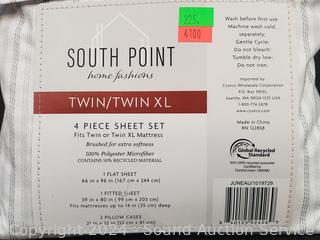 225.
4100
SOUTH POINT
home fashions
TWIN/TWIN XL
4 PIECE SHEET SET
Fits Twin or Twin XL Mattress
Brushed for extra softness
100% Polyester Microfiber
CONTAINS 50% RECYCLED MATERIAL
1 FLAT SHEET
66 in x 96 in (167 cm x 244 cm)
1 FITTED SHEET
39 in x 80 in (99 cm x 203 cm)
Fits mattresses up to 14 in (35 cm) deep
2 PILLOW CASES
Wash before first use.
Machine wash cold,
separately;
Gentle Cycle;
Do not bleach;
Tumble dry low;
Do not iron.
Imported by:
Costco Wholesale Corporation
P.O. Box 34535
Seattle, WA 98124-1535 USA
1-800-774-2678
Made in China
RN 122858
Global Recycled
Standard
JUNEAU/1019729
Sound Auction Service